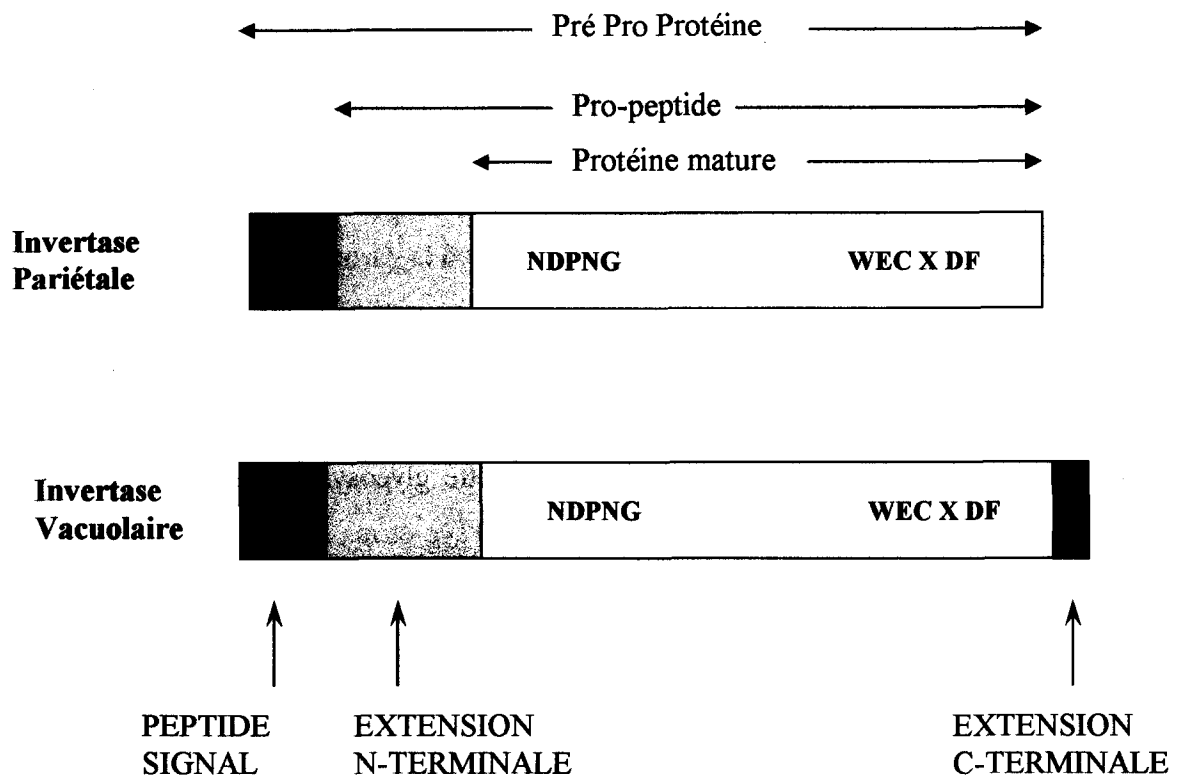 Pré Pro Protéine
Pro-peptide
Protéine mature
Invertase
Pariétale
NDPNG
WEC X DF
Invertase
Vacuolaire
NDPNG
WEC X DF
PEPTIDE
SIGNAL
EXTENSION
N-TERMINALE
EXTENSION
C-TERMINALE